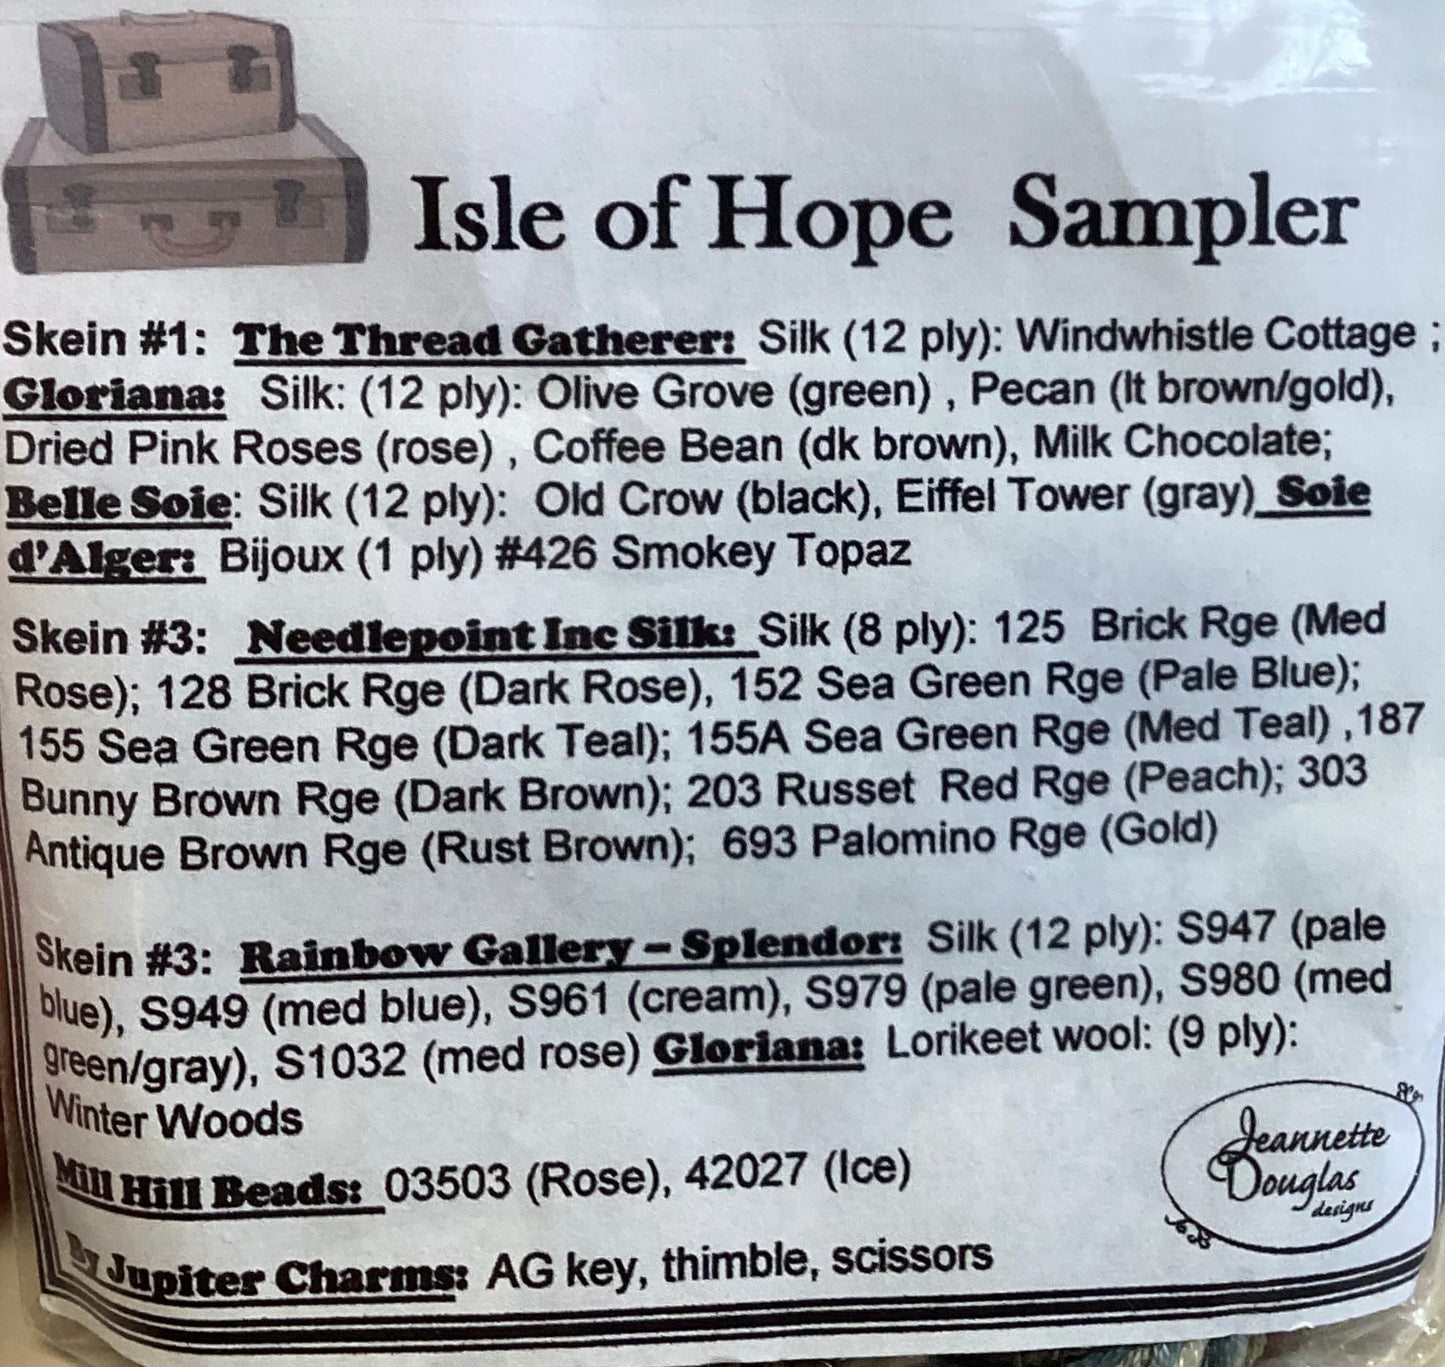 Isle of Hope Sampler
Skein #1: The Thread Gatherer: Silk (12 ply): Windwhistle Cottage ;
Gloriana: Silk: (12 ply): Olive Grove (green) , Pecan (lt brown/gold),
Dried Pink Roses (rose) , Coffee Bean (dk brown), Milk Chocolate;
Belle Soie: Silk (12 ply): Old Crow (black), Eiffel Tower (gray) Soie
d'Alger: Bijoux (1 ply) #426 Smokey Topaz
Skein #3: Needlepoint Inc Silk: Silk (8 ply): 125 Brick Rge (Med
Rose); 128 Brick Rge (Dark Rose), 152 Sea Green Rge (Pale Blue);
155 Sea Green Rge (Dark Teal); 155A Sea Green Rge (Med Teal) ,187
Bunny Brown Rge (Dark Brown); 203 Russet Red Rge (Peach); 303
Antique Brown Rge (Rust Brown); 693 Palomino Rge (Gold)
Skein #3: Rainbow Gallery – Splendor: Silk (12 ply): S947 (pale
blue), S949 (med blue), S961 (cream), S979 (pale green), S980 (med
green/gray), S1032 (med rose) Gloriana: Lorikeet wool: (9 ply):
Winter Woods
Mill Hill Beads: 03503 (Rose), 42027 (Ice)
By Jupiter Charms: AG key, thimble, scissors
Jeannette
Douglas
designs